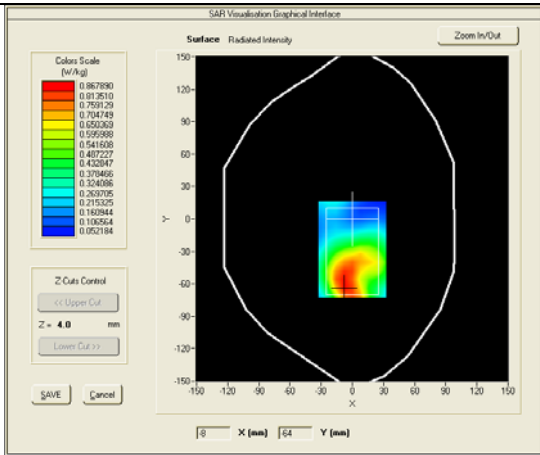 SAR Visualisation Graphical Interface
Surface Radiated Intensity
Zoom In/Out
Colors Scale
(W/kg)
0.867890
0.813510
0.759129
0.704749
0.650369
0.595988
0.541608
0.487227
0.432847
0.378466
0.324086
0.269705
0.215325
0.160944
0.106564
0.052184
Z-Cuts Control
<< Upper Cut
Z = 4.0 mm
Lower Cut >>
SAVE Cancel
150
120
90
60
30
0
-30
-60
-90
-120
-150
Y
-150 -120 -90 -60 -30 0 30 60 90 120 150
X
-8 X (mm) -64 Y (mm)